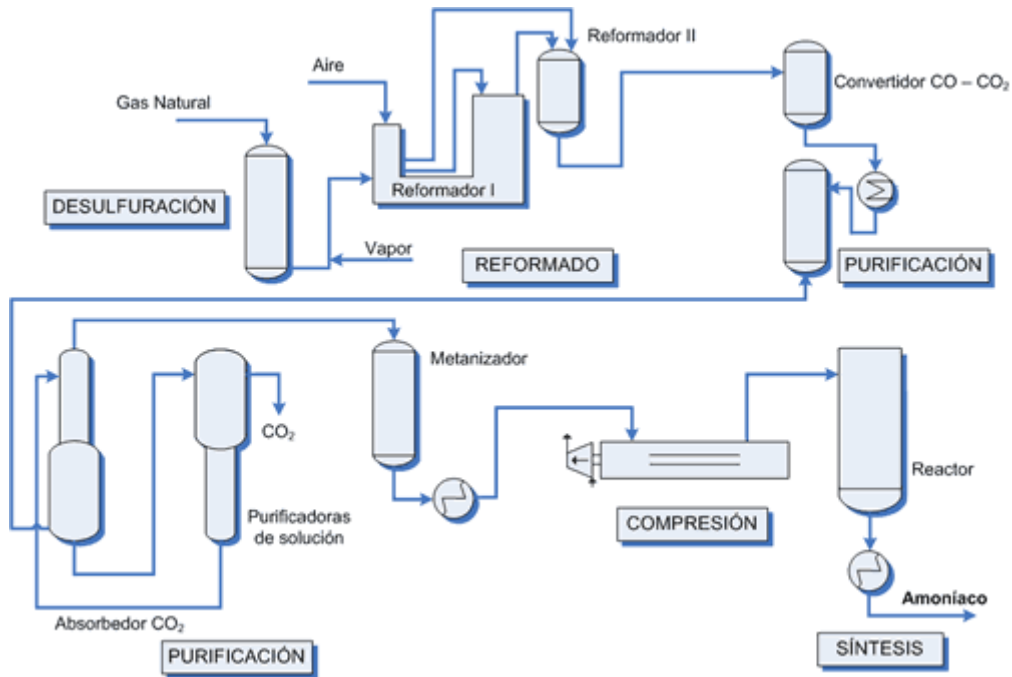 Reformador II
Aire
Convertidor CO – CO₂
Gas Natural
Reformador I
DESULFURACIÓN
Vapor
REFORMADO
PURIFICACIÓN
Metanizador
CO₂
Reactor
Purificadoras
de solución
COMPRESIÓN
Amoníaco
Absorbedor CO₂
PURIFICACIÓN
SÍNTESIS